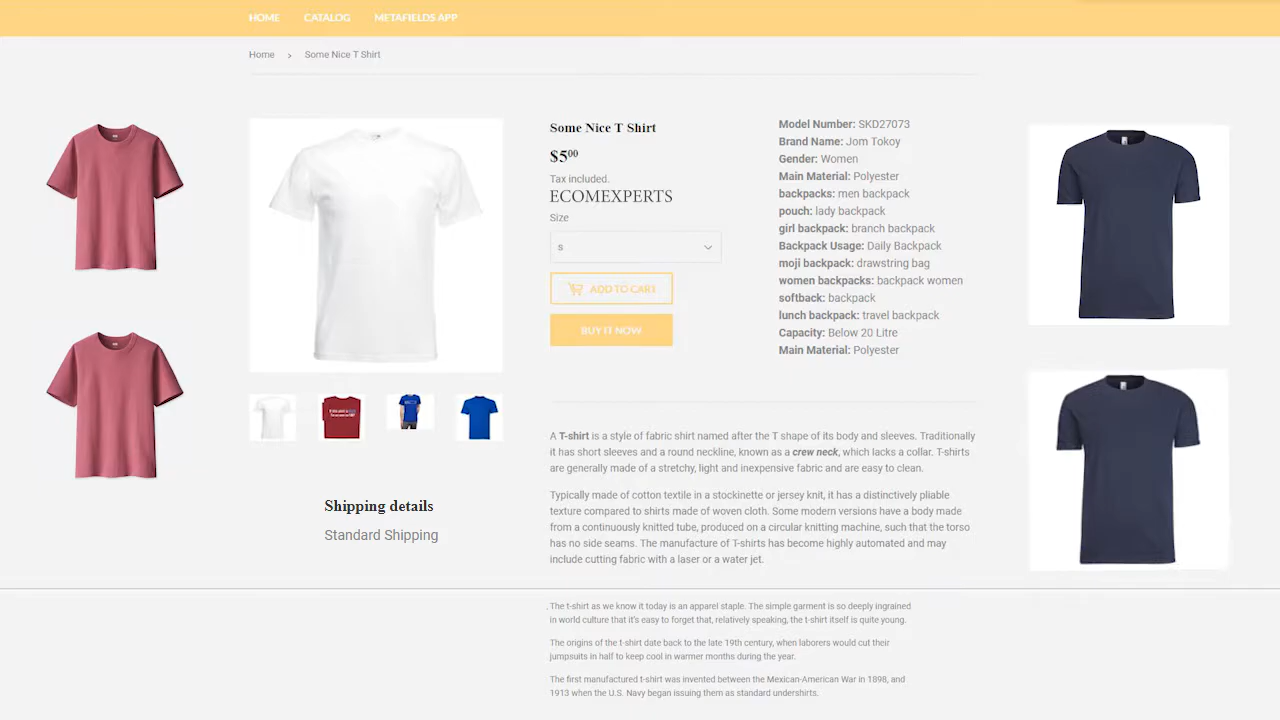 HOME CATALOG METAFIELDS APP
Home › Some Nice T Shirt
Some Nice T Shirt
$5⁰⁰
Tax included.
ECOMEXPERTS
Size
S
ADD TO CART
BUY IT NOW
Model Number: SKD27073
Brand Name: Jom Tokoy
Gender: Women
Main Material: Polyester
backpacks: men backpack
pouch: lady backpack
girl backpack: branch backpack
Backpack Usage: Daily Backpack
moji backpack: drawstring bag
women backpacks: backpack women
softback: backpack
lunch backpack: travel backpack
Capacity: Below 20 Litre
Main Material: Polyester
Shipping details
Standard Shipping
A T-shirt is a style of fabric shirt named after the T shape of its body and sleeves. Traditionally
it has short sleeves and a round neckline, known as a crew neck, which lacks a collar. T-shirts
are generally made of a stretchy, light and inexpensive fabric and are easy to clean.
Typically made of cotton textile in a stockinette or jersey knit, it has a distinctively pliable
texture compared to shirts made of woven cloth. Some modern versions have a body made
from a continuously knitted tube, produced on a circular knitting machine, such that the torso
has no side seams. The manufacture of T-shirts has become highly automated and may
include cutting fabric with a laser or a water jet.
. The t-shirt as we know it today is an apparel staple. The simple garment is so deeply ingrained
in world culture that it's easy to forget that, relatively speaking, the t-shirt itself is quite young.
The origins of the t-shirt date back to the late 19th century, when laborers would cut their
jumpsuits in half to keep cool in warmer months during the year.
The first manufactured t-shirt was invented between the Mexican-American War in 1898, and
1913 when the U.S. Navy began issuing them as standard undershirts.